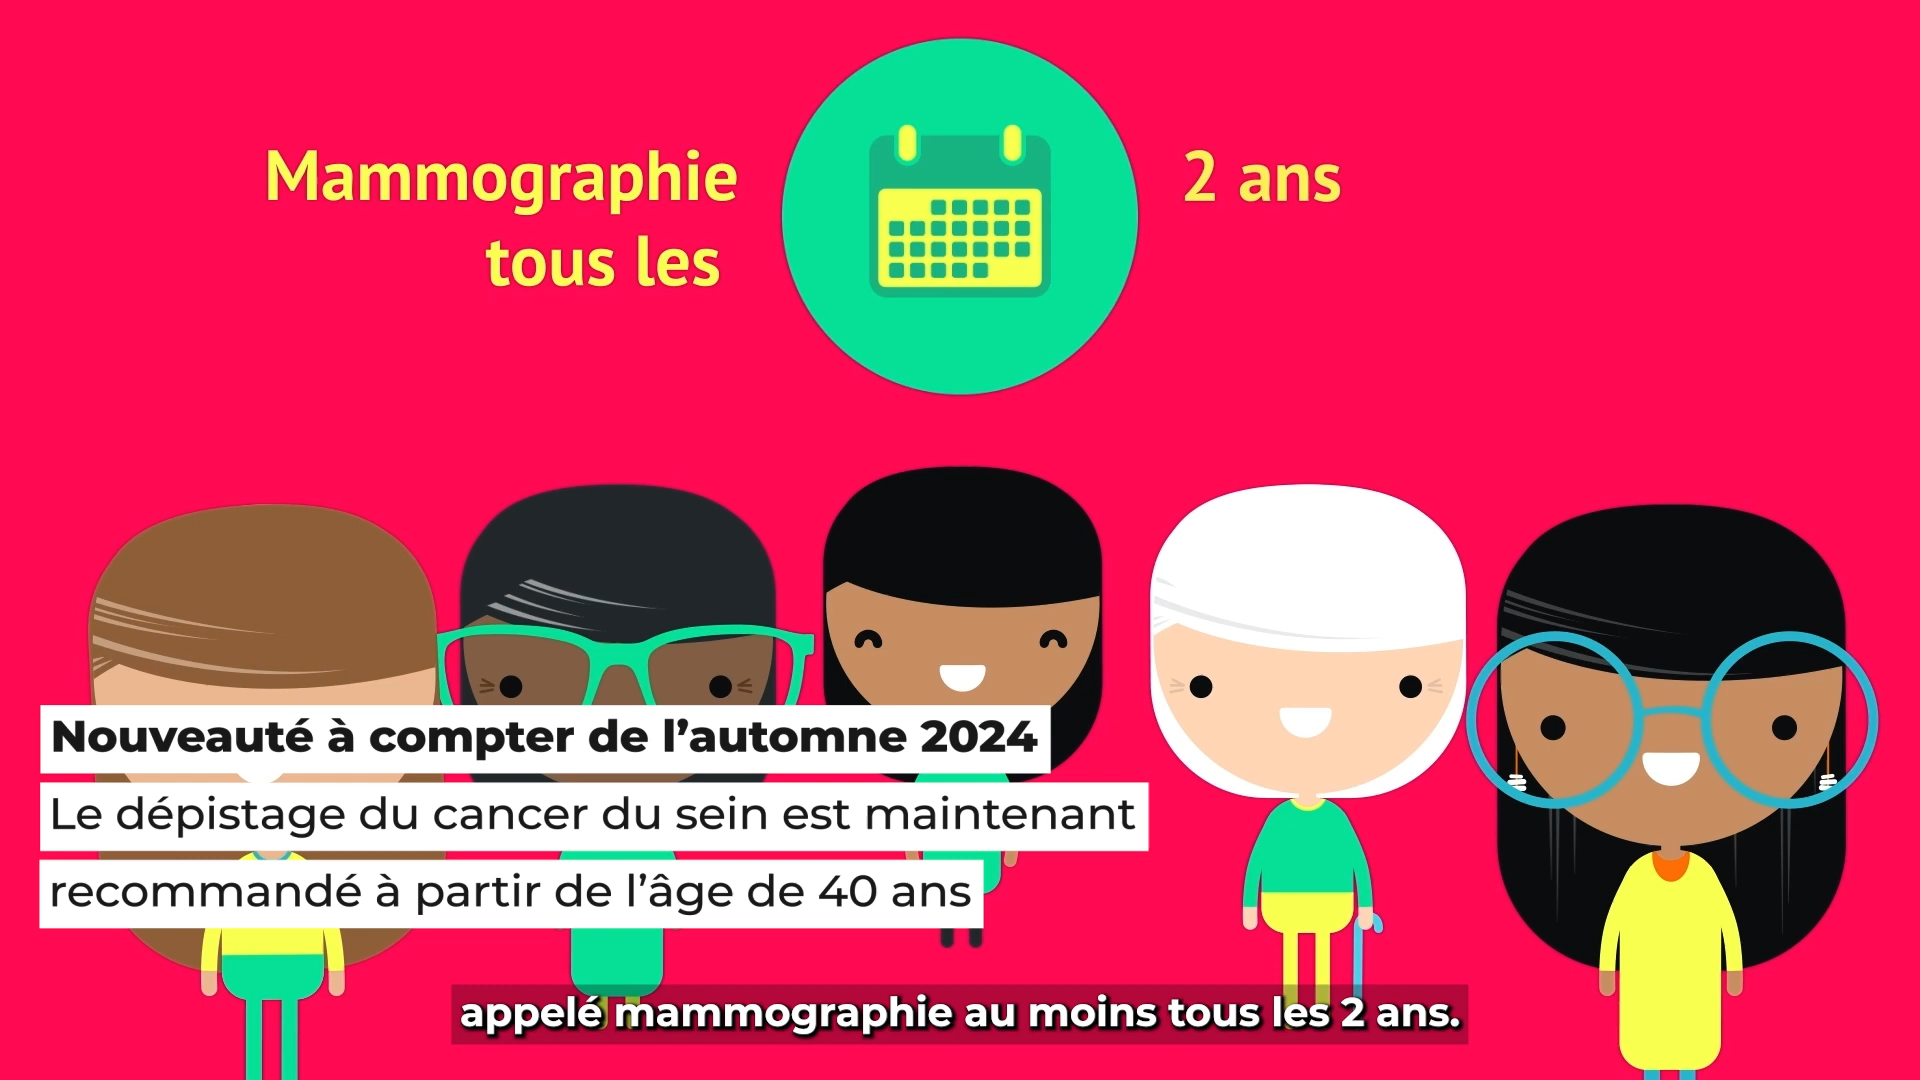 Mammographie
tous les
2 ans
Nouveauté à compter de l’automne 2024
Le dépistage du cancer du sein est maintenant
recommandé à partir de l’âge de 40 ans
appelé mammographie au moins tous les 2 ans.